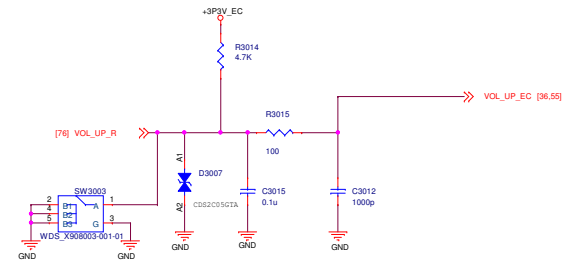 +3P3V_EC
R3014
4.7K
VOL_UP_EC [36.55]
R3015
[76] VOL_UP_R
100
A1
D3007
A2
CDS2C05GTA
C3015
0.1u
C3012
1000p
SW3003
2 B1 A 1
4 B2
5 B3 G 3
WDS_X908003-001-01
GND
GND
GND
GND
GND